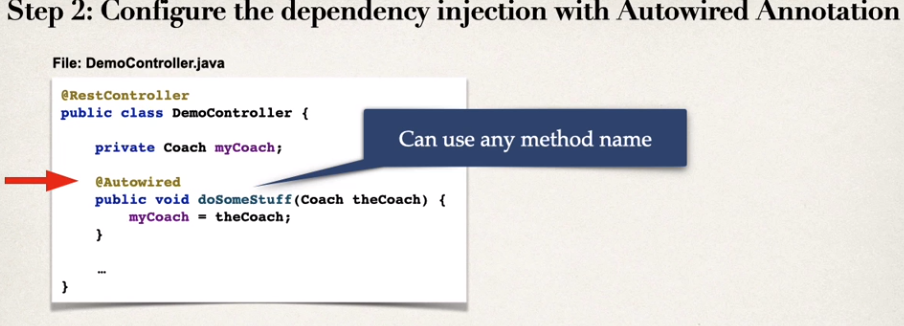 Step 2: Configure the dependency injection with Autowired Annotation
File: DemoController.java
@RestController
public class DemoController {
private Coach myCoach;
Can use any method name
@Autowired
public void doSomeStuff(Coach theCoach) {
myCoach = theCoach;
}
…
}